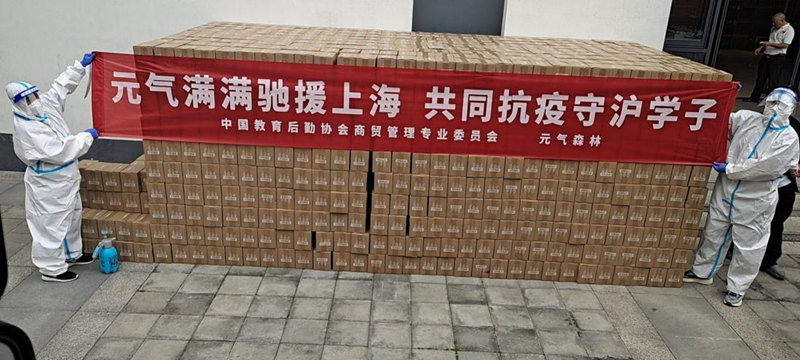 元气满满驰援上海 共同抗疫守沪学子
中国教育后勤协会商贸管理专业委员会 元气森林